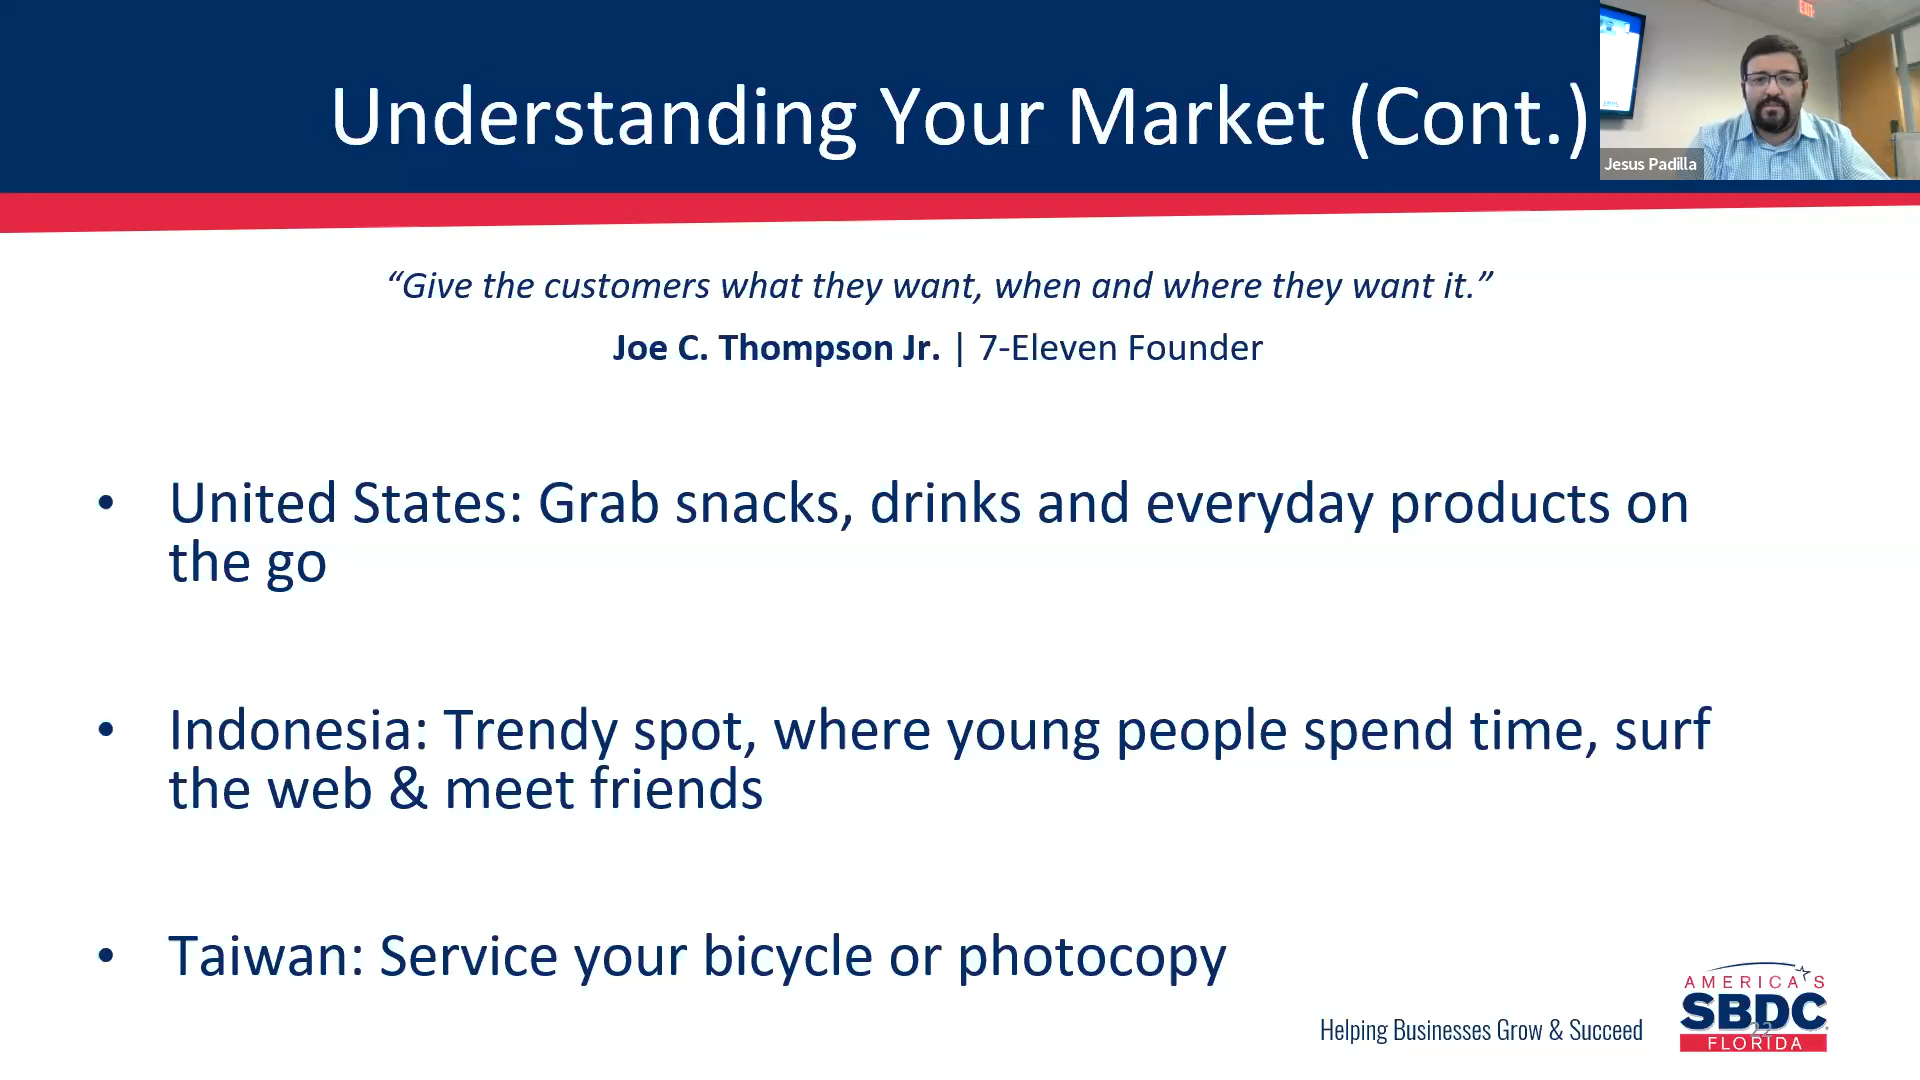 Understanding Your Market (Cont.)
EXIT
Jesus Padilla
“Give the customers what they want, when and where they want it.”
Joe C. Thompson Jr. | 7-Eleven Founder
• United States: Grab snacks, drinks and everyday products on
the go
• Indonesia: Trendy spot, where young people spend time, surf
the web & meet friends
• Taiwan: Service your bicycle or photocopy
Helping Businesses Grow & Succeed
AMERICA'S
SBDC
22
FLORIDA